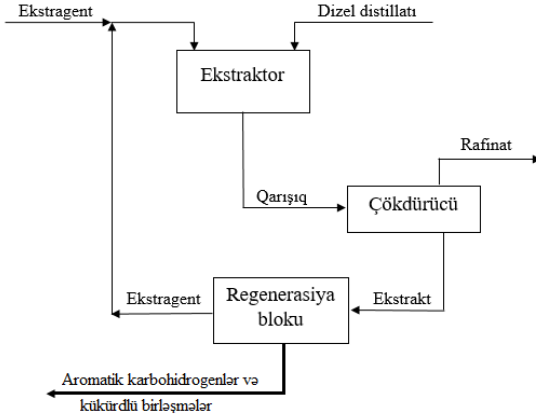 Ekstragent
Dizel distillatı
Ekstraktor
Rafinat
Qarışıq
Çökdürücü
Ekstragent
Regenerasiya
bloku
Ekstrakt
Aromatik karbohidrogenlər və
kükürdlü birləşmələr